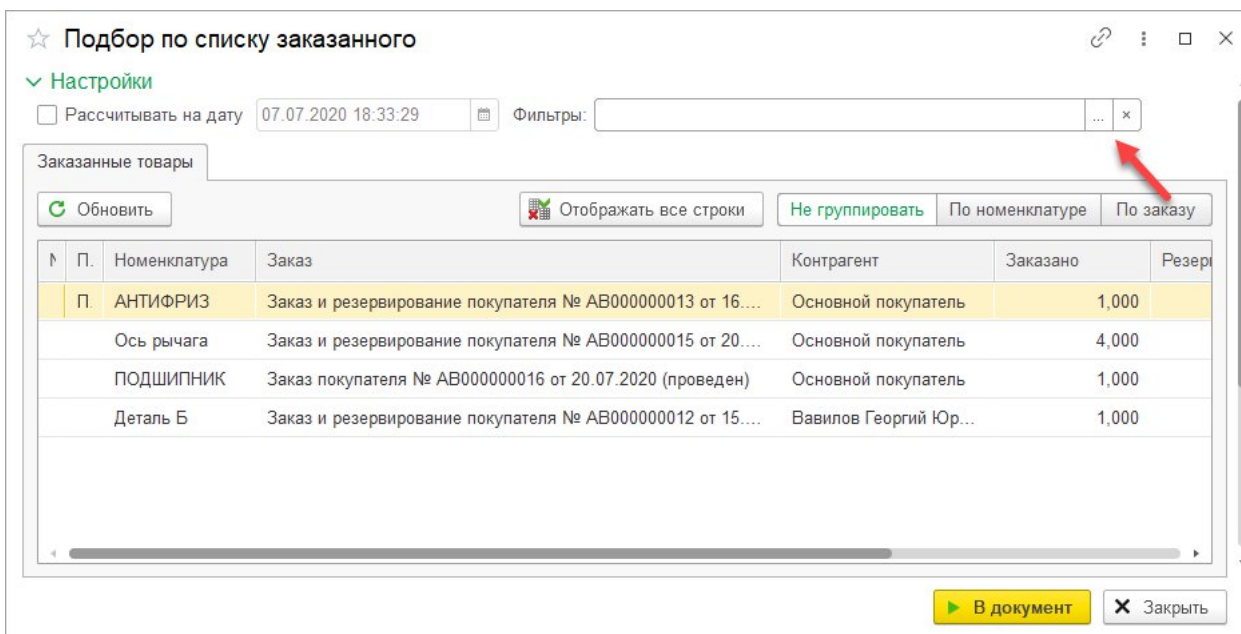 Подбор по списку заказанного
Настройки
Рассчитывать на дату 07.07.2020 18:33:29 Фильтры: ... ×
Заказанные товары
Обновить Отображать все строки Не группировать По номенклатуре По заказу
П. Номенклатура Заказ Контрагент Заказано Резер
П. АНТИФРИЗ Заказ и резервирование покупателя № АВ000000013 от 16.... Основной покупатель 1,000
Ось рычага Заказ и резервирование покупателя № АВ000000015 от 20.... Основной покупатель 4,000
ПОДШИПНИК Заказ покупателя № АВ000000016 от 20.07.2020 (проведен) Основной покупатель 1,000
Деталь Б Заказ и резервирование покупателя № АВ000000012 от 15.... Вавилов Георгий Юр... 1,000
В документ Закрыть